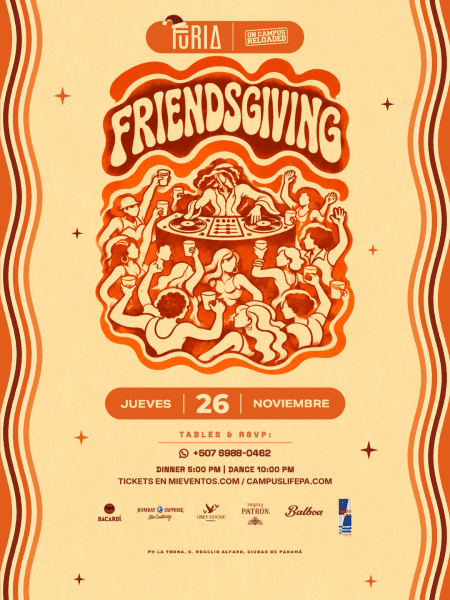 FURIA
ON CAMPUS
RELOADED
FRIENDSGIVING
JUEVES 26 NOVIEMBRE
TABLES & RSVP:
+507 6988-0462
DINNER 5:00 PM | DANCE 10:00 PM
TICKETS EN MIEVENTOS.COM / CAMPUSLIFEPA.COM
BACARDÍ
BOMBAY SAPPHIRE
GREY GOOSE
TEQUILA
PATRÓN.
Balboa
PH LA TRONA, C. ROGELIO ALFARO, CIUDAD DE PANAMÁ